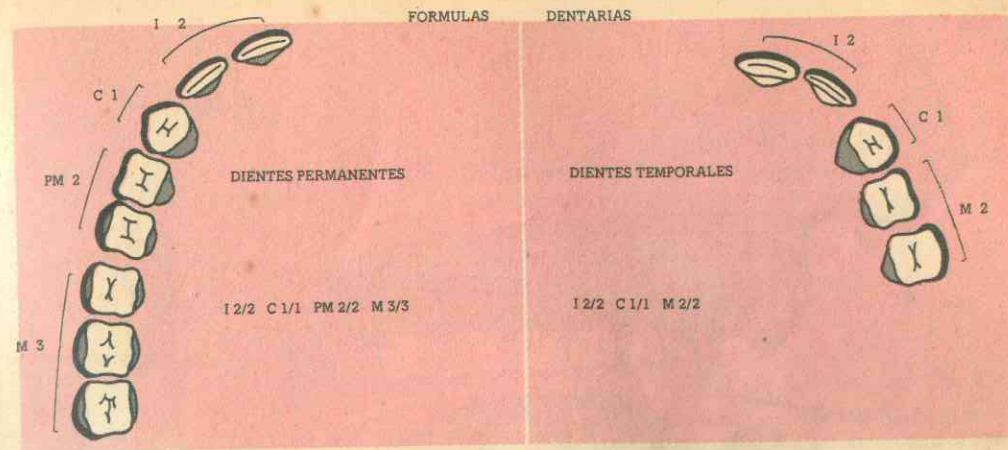 FORMULAS DENTARIAS
I 2
C 1
PM 2
M 3
DIENTES PERMANENTES
I 2/2 C 1/1 PM 2/2 M 3/3
I 2
C 1
M 2
DIENTES TEMPORALES
I 2/2 C 1/1 M 2/2